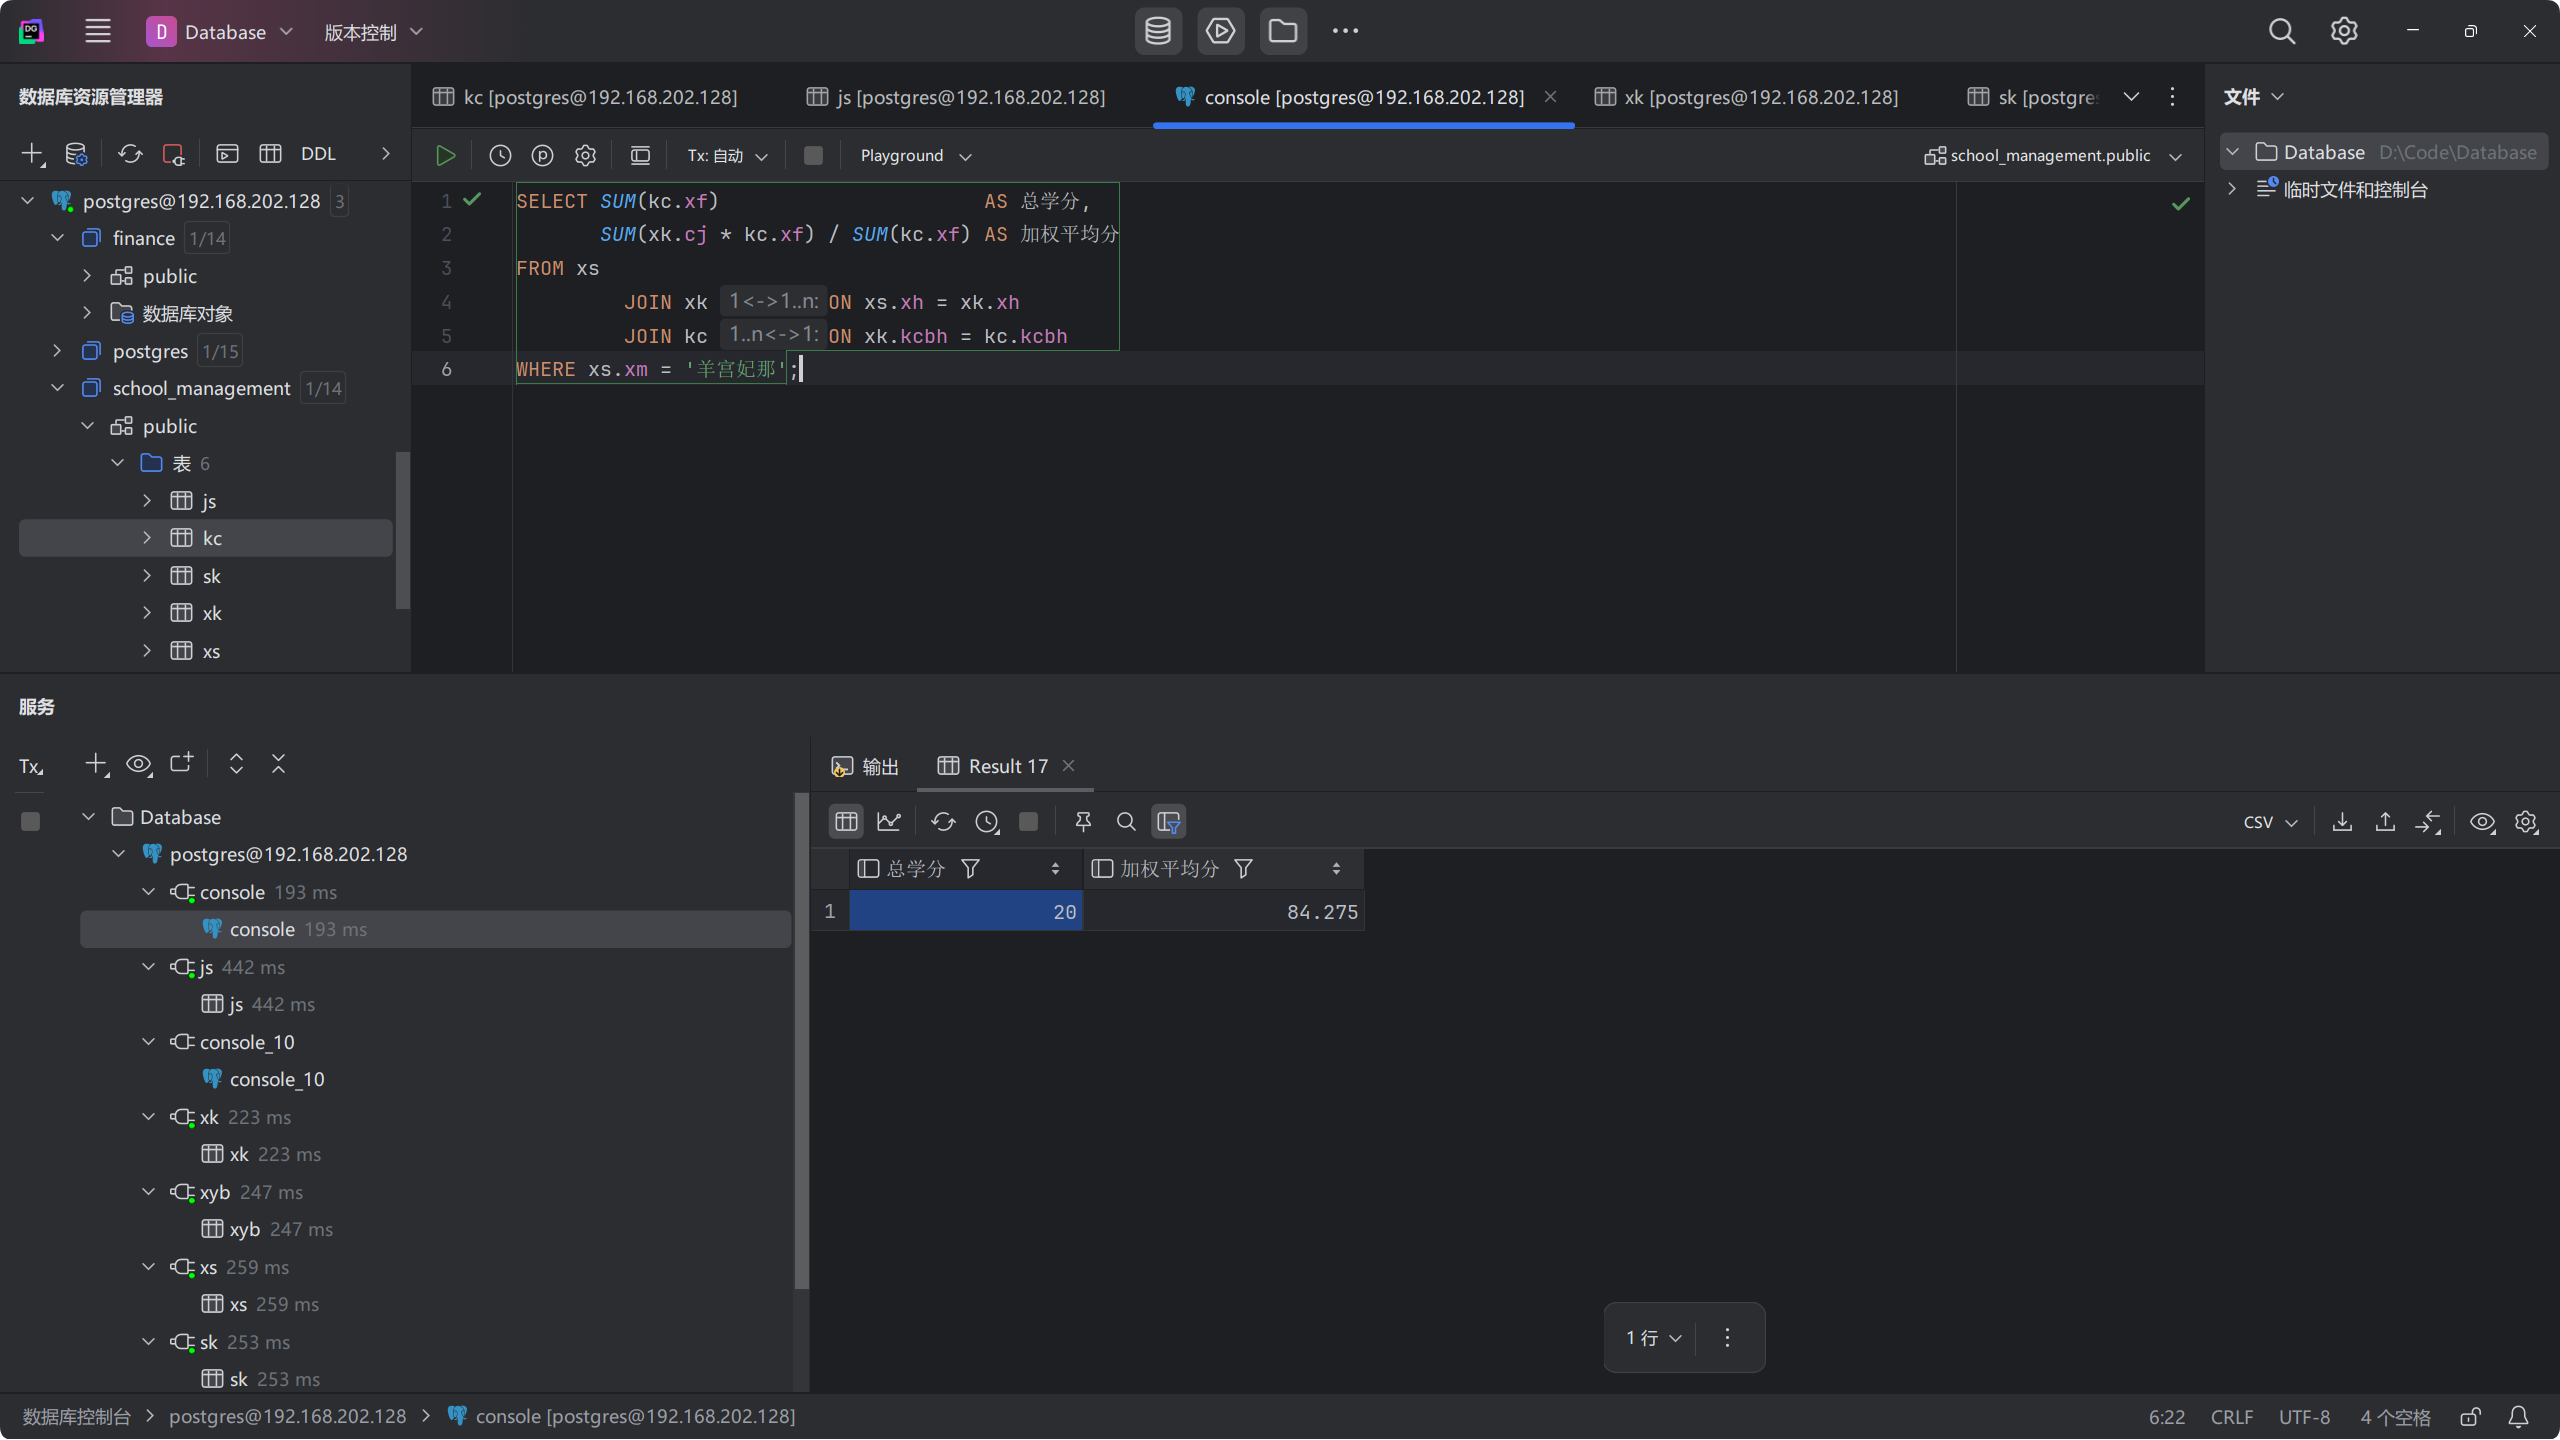 DG
D Database 版本控制
数据库资源管理器
DDL
postgres@192.168.202.128 3
finance 1/14
public
数据库对象
postgres 1/15
school_management 1/14
public
表 6
js
kc
sk
xk
xs
kc [postgres@192.168.202.128] js [postgres@192.168.202.128] console [postgres@192.168.202.128] xk [postgres@192.168.202.128] sk [postgre
Tx: 自动 Playground school_management.public
1 SELECT SUM(kc.xf) AS 总学分,
2 SUM(xk.cj * kc.xf) / SUM(kc.xf) AS 加权平均分
3 FROM xs
4 JOIN xk 1<->1..n: ON xs.xh = xk.xh
5 JOIN kc 1..n<->1: ON xk.kcbh = kc.kcbh
6 WHERE xs.xm = '羊宫妃那';
文件
Database D:\Code\Database
临时文件和控制台
服务
Tx
Database
postgres@192.168.202.128
console 193 ms
console 193 ms
js 442 ms
js 442 ms
console_10
console_10
xk 223 ms
xk 223 ms
xyb 247 ms
xyb 247 ms
xs 259 ms
xs 259 ms
sk 253 ms
sk 253 ms
输出 Result 17
CSV
总学分 加权平均分
1 20 84.275
1 行
数据库控制台 postgres@192.168.202.128 console [postgres@192.168.202.128]
6:22 CRLF UTF-8 4 个空格